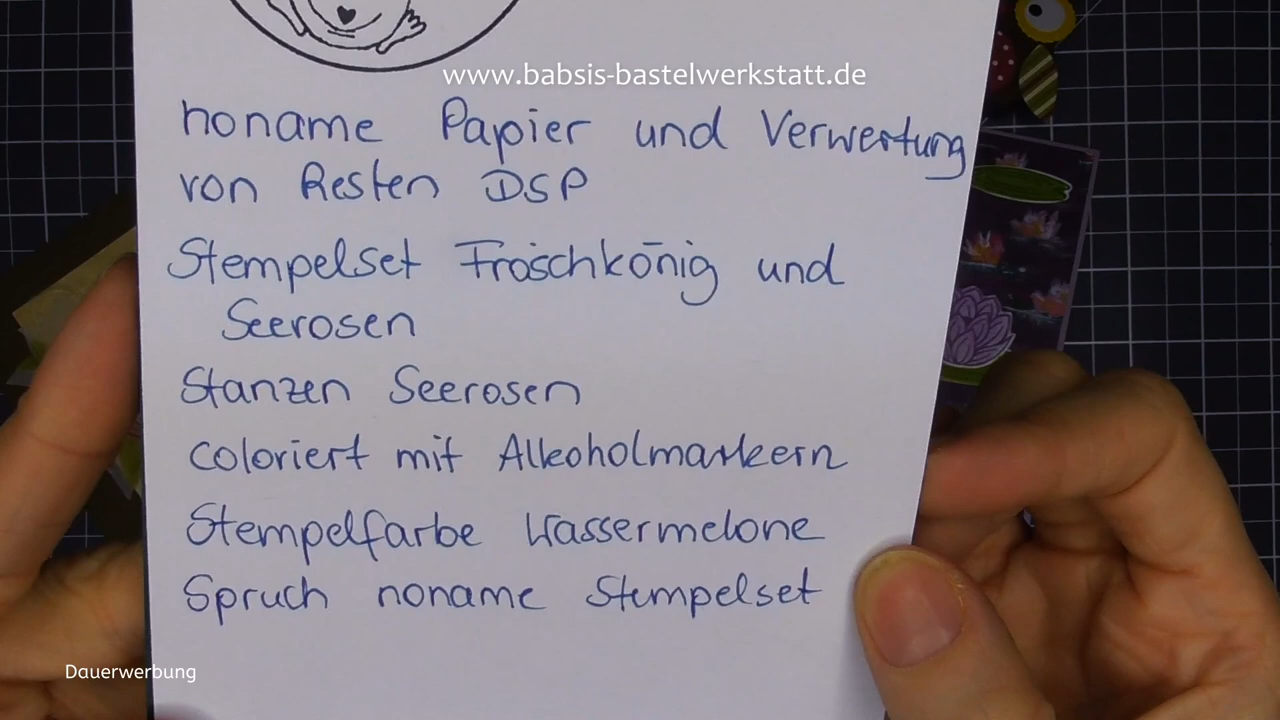 www.babsis-bastelwerkstatt.de
noname Papier und Verwertung
von Resten DSP
Stempelset Froschkönig und
Seerosen
Stanzen Seerosen
coloriert mit Alkoholmarkern
Stempelfarbe Wassermelone
Spruch noname Stempelset
Dauerwerbung